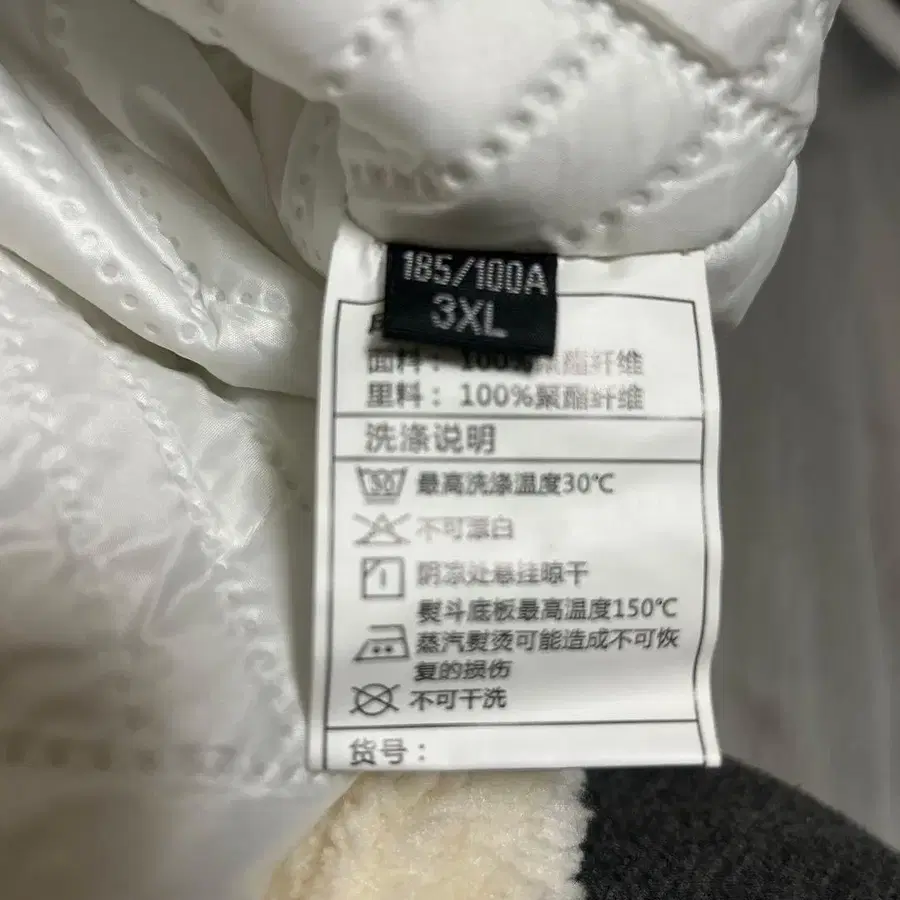 185/100A
3XL
面料：100%聚酯纤维
里料：100%聚酯纤维
洗涤说明
30
最高洗涤温度30℃
不可漂白
阴凉处悬挂晾干
熨斗底板最高温度150℃
蒸汽熨烫可能造成不可恢
复的损伤
不可干洗
货号：